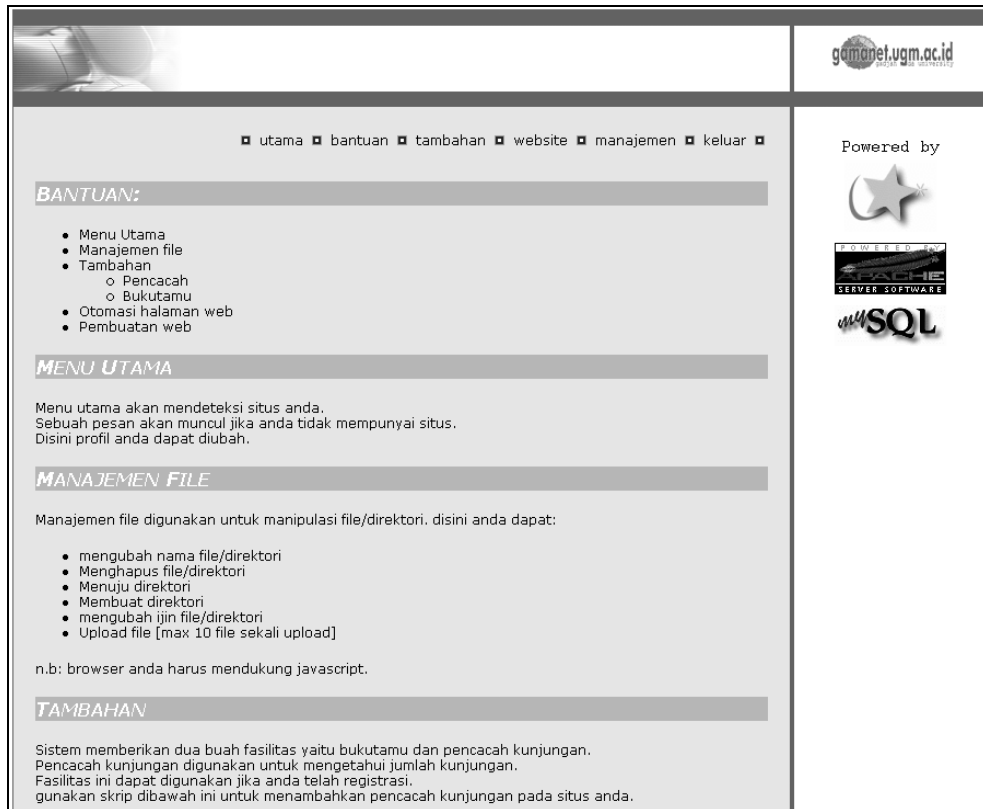 gamanet.ugm.ac.id
gadjah mada university
utama bantuan tambahan website manajemen keluar
Powered by
POWERED BY
APACHE
SERVER SOFTWARE
mySQL
BANTUAN:
• Menu Utama
• Manajemen file
• Tambahan
o Pencacah
o Bukutamu
• Otomasi halaman web
• Pembuatan web
MENU UTAMA
Menu utama akan mendeteksi situs anda.
Sebuah pesan akan muncul jika anda tidak mempunyai situs.
Disini profil anda dapat diubah.
MANAJEMEN FILE
Manajemen file digunakan untuk manipulasi file/direktori. disini anda dapat:
• mengubah nama file/direktori
• Menghapus file/direktori
• Menuju direktori
• Membuat direktori
• mengubah ijin file/direktori
• Upload file [max 10 file sekali upload]
n.b: browser anda harus mendukung javascript.
TAMBAHAN
Sistem memberikan dua buah fasilitas yaitu bukutamu dan pencacah kunjungan.
Pencacah kunjungan digunakan untuk mengetahui jumlah kunjungan.
Fasilitas ini dapat digunakan jika anda telah registrasi.
gunakan skrip dibawah ini untuk menambahkan pencacah kunjungan pada situs anda.